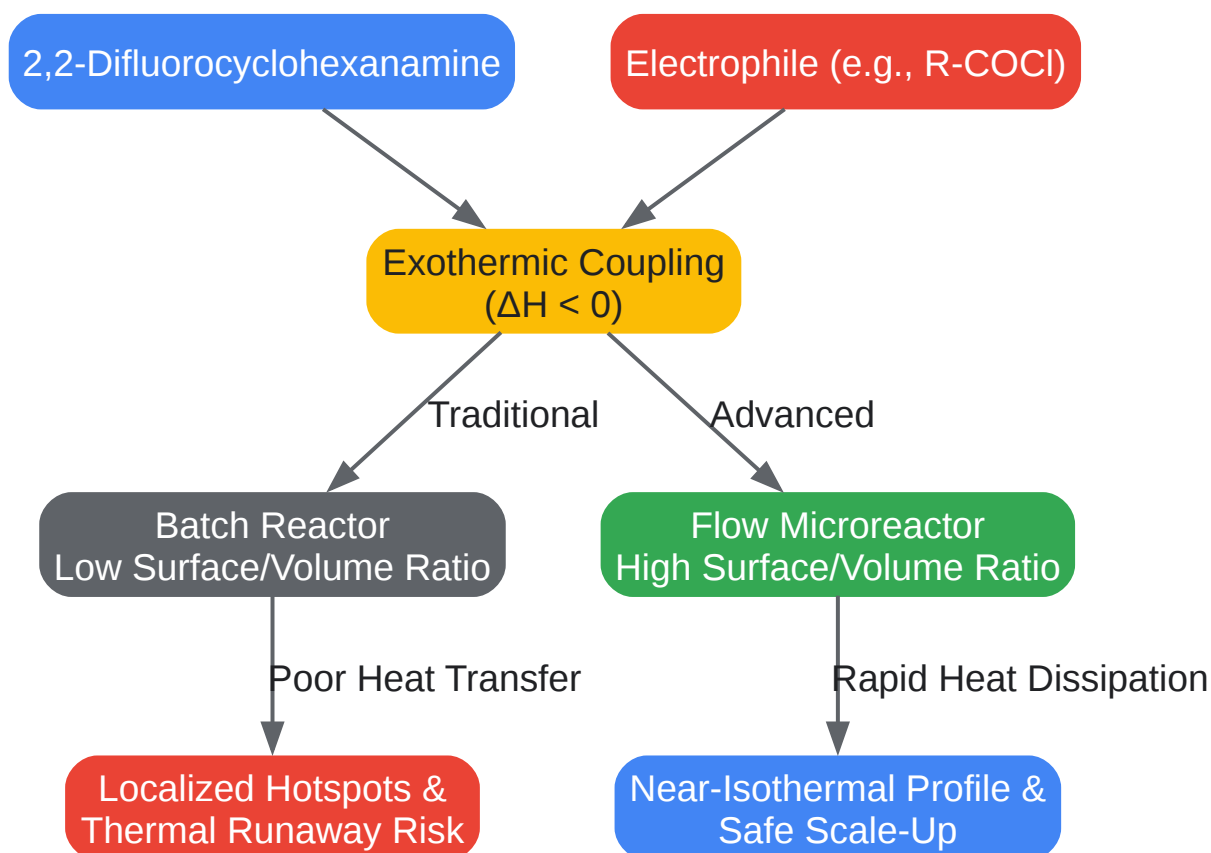 2,2-Difluorocyclohexanamine
Electrophile (e.g., R-COCl)
Exothermic Coupling
(ΔH < 0)
Traditional
Advanced
Batch Reactor
Low Surface/Volume Ratio
Flow Microreactor
High Surface/Volume Ratio
Poor Heat Transfer
Rapid Heat Dissipation
Localized Hotspots &
Thermal Runaway Risk
Near-Isothermal Profile &
Safe Scale-Up